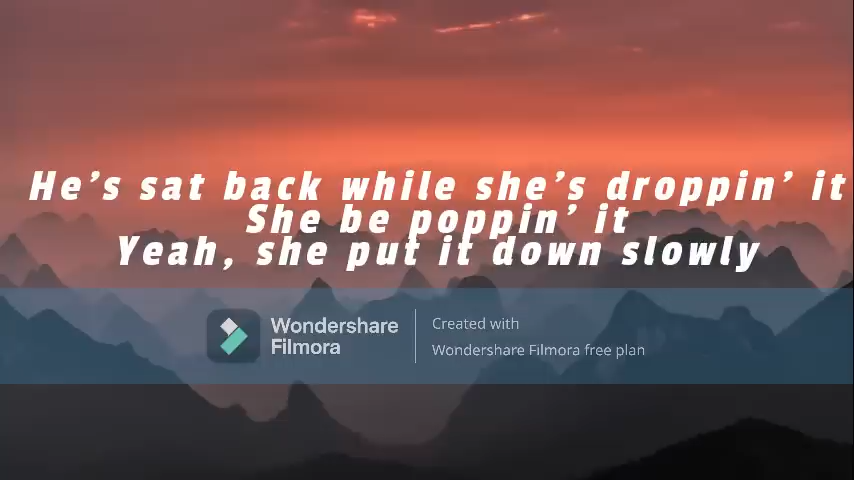 He's sat back while she's droppin' it
She be poppin' it
Yeah, she put it down slowly
Wondershare
Filmora
Created with
Wondershare Filmora free plan